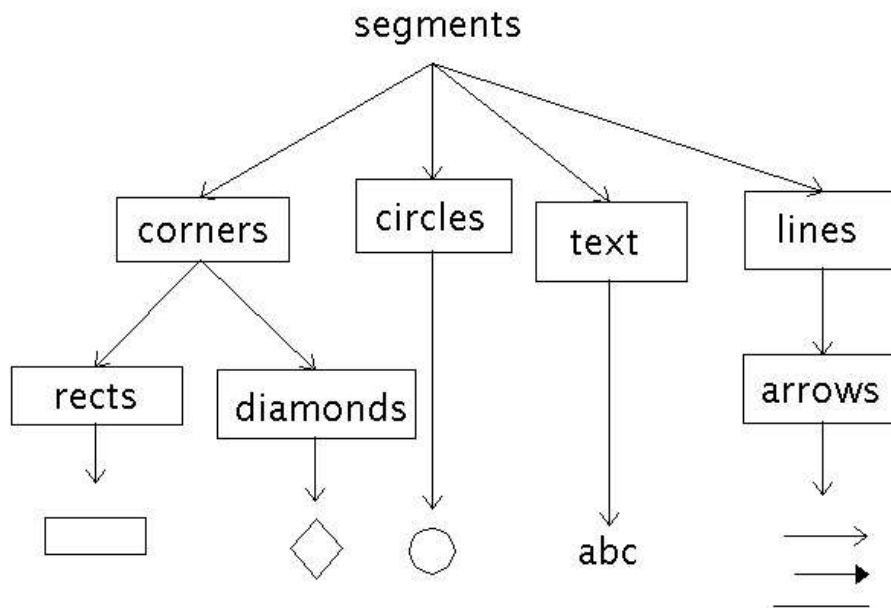 segments
corners
circles
text
lines
rects
diamonds
arrows
abc